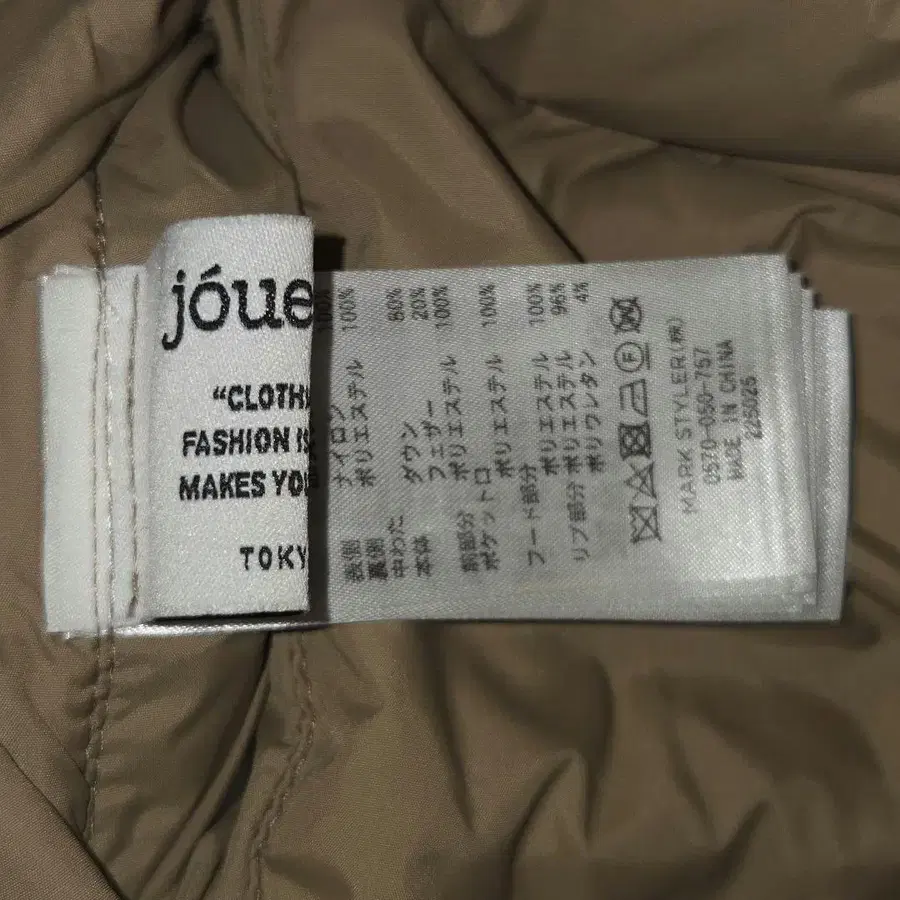 jóue
“CLOTH
FASHION IS
MAKES YO
TOKY
表側 ナイロン 100%
裏側 ポリエステル 100%
中わた
本体 ダウン 80%
フェザー 20%
前部分 ポリエステル 100%
ポケット口 ポリエステル 100%
フード部分 ポリエステル 100%
リブ部分 ポリエステル 96%
ポリウレタン 4%
F
MARK STYLER(株)
0570-050-757
MADE IN CHINA
225025